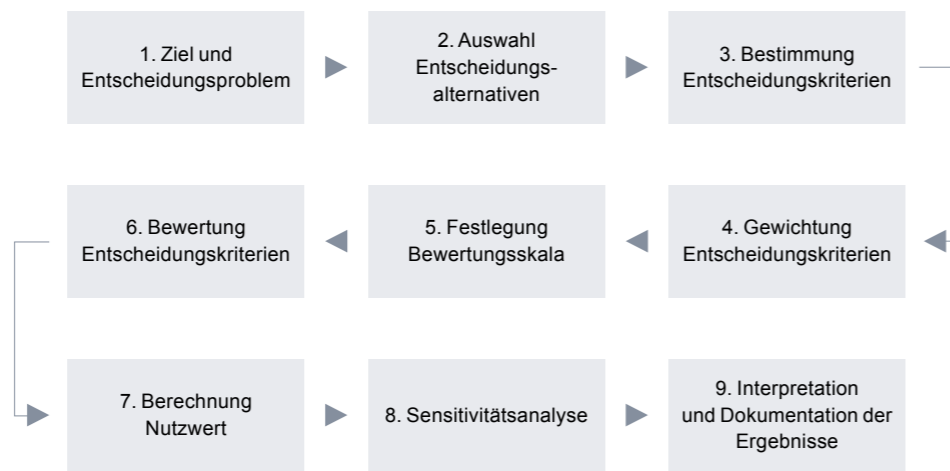 1. Ziel und
Entscheidungsproblem
2. Auswahl
Entscheidungs-
alternativen
3. Bestimmung
Entscheidungskriterien
4. Gewichtung
Entscheidungskriterien
5. Festlegung
Bewertungsskala
6. Bewertung
Entscheidungskriterien
7. Berechnung
Nutzwert
8. Sensitivitätsanalyse
9. Interpretation
und Dokumentation der
Ergebnisse